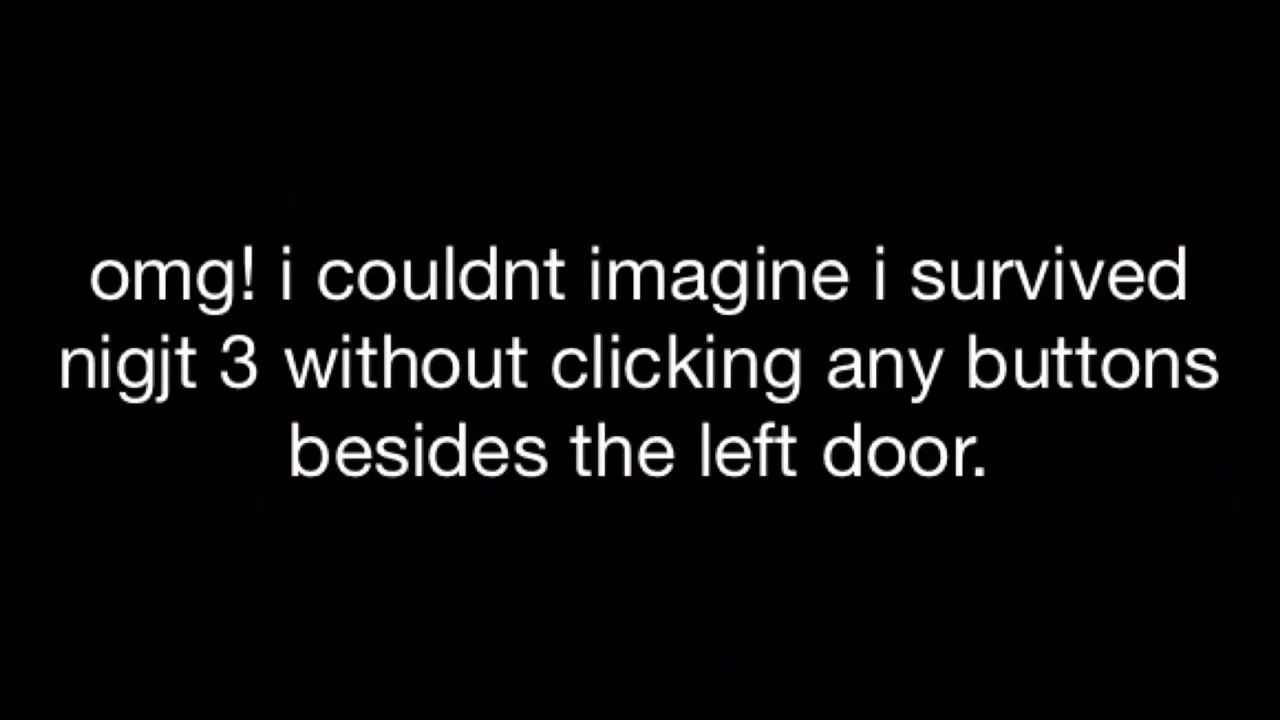 omg! i couldnt imagine i survived
nigjt 3 without clicking any buttons
besides the left door.